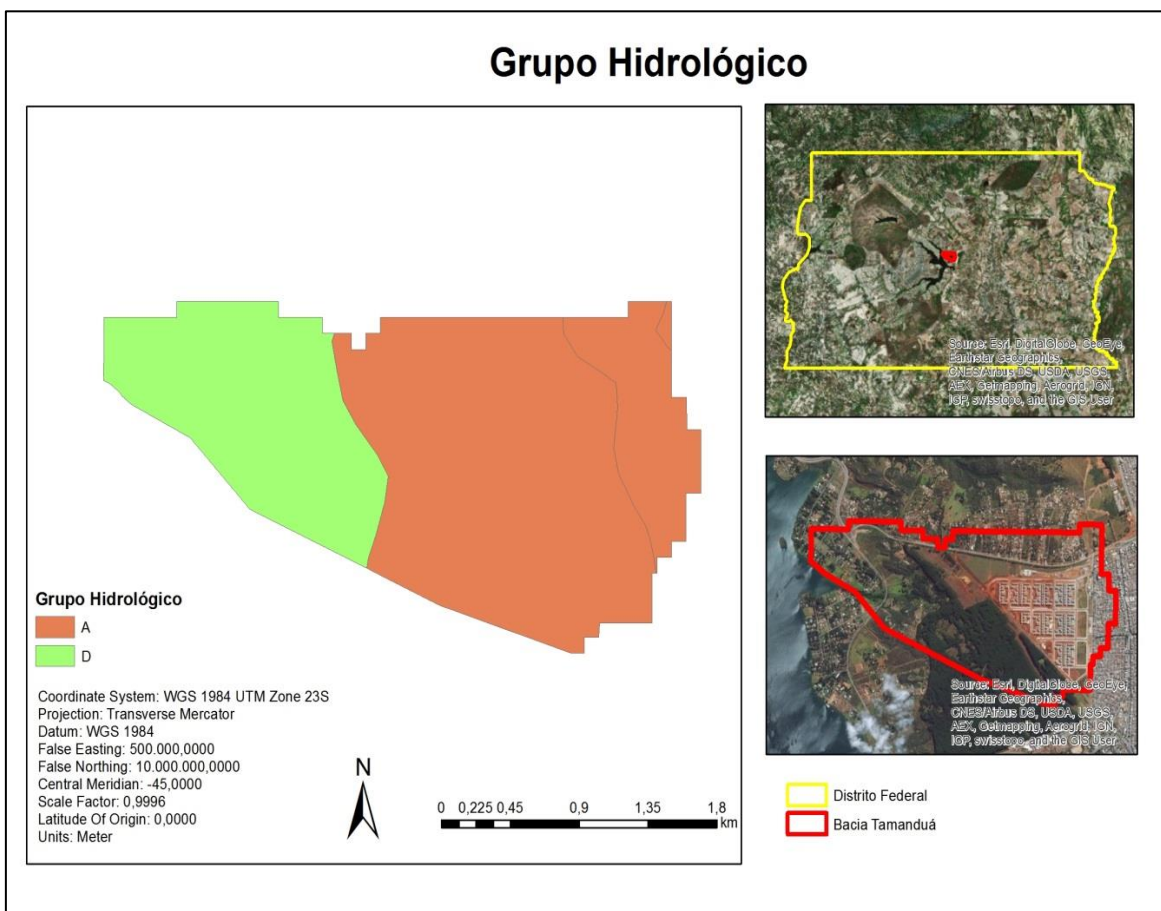 Grupo Hidrológico
Grupo Hidrológico
A
D
Coordinate System: WGS 1984 UTM Zone 23S
Projection: Transverse Mercator
Datum: WGS 1984
False Easting: 500.000,0000
False Northing: 10.000.000,0000
Central Meridian: -45,0000
Scale Factor: 0,9996
Latitude Of Origin: 0,0000
Units: Meter
N
0 0,225 0,45 0,9 1,35 1,8
km
Source: Esri, DigitalGlobe, GeoEye,
Earthstar Geographics,
CNES/Airbus DS, USDA, USGS,
AEX, Getmapping, Aerogrid, IGN,
IGP, swisstopo, and the GIS User
Source: Esri, DigitalGlobe, GeoEye,
Earthstar Geographics,
CNES/Airbus DS, USDA, USGS,
AEX, Getmapping, Aerogrid, IGN,
IGP, swisstopo, and the GIS User
Distrito Federal
Bacia Tamanduá